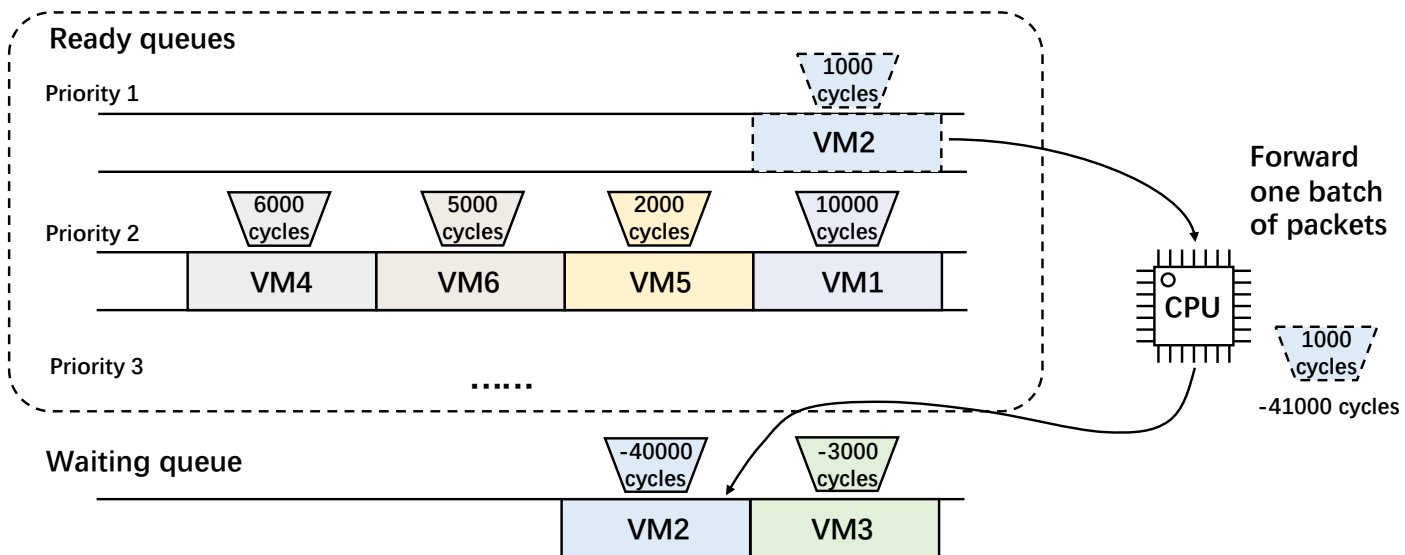 Ready queues
Priority 1
1000
cycles
VM2
Forward
one batch
of packets
Priority 2
6000
cycles
5000
cycles
2000
cycles
10000
cycles
VM4
VM6
VM5
VM1
CPU
1000
cycles
-41000 cycles
Priority 3
......
Waiting queue
-40000
cycles
-3000
cycles
VM2
VM3